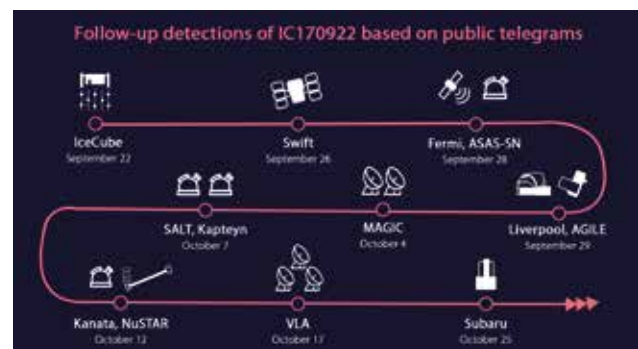 Follow-up detections of IC170922 based on public telegrams
IceCube
September 22
Swift
September 26
Fermi, ASAS-SN
September 28
Liverpool, AGILE
September 29
MAGIC
October 4
SALT, Kapteyn
October 7
Kanata, NuSTAR
October 12
VLA
October 17
Subaru
October 25